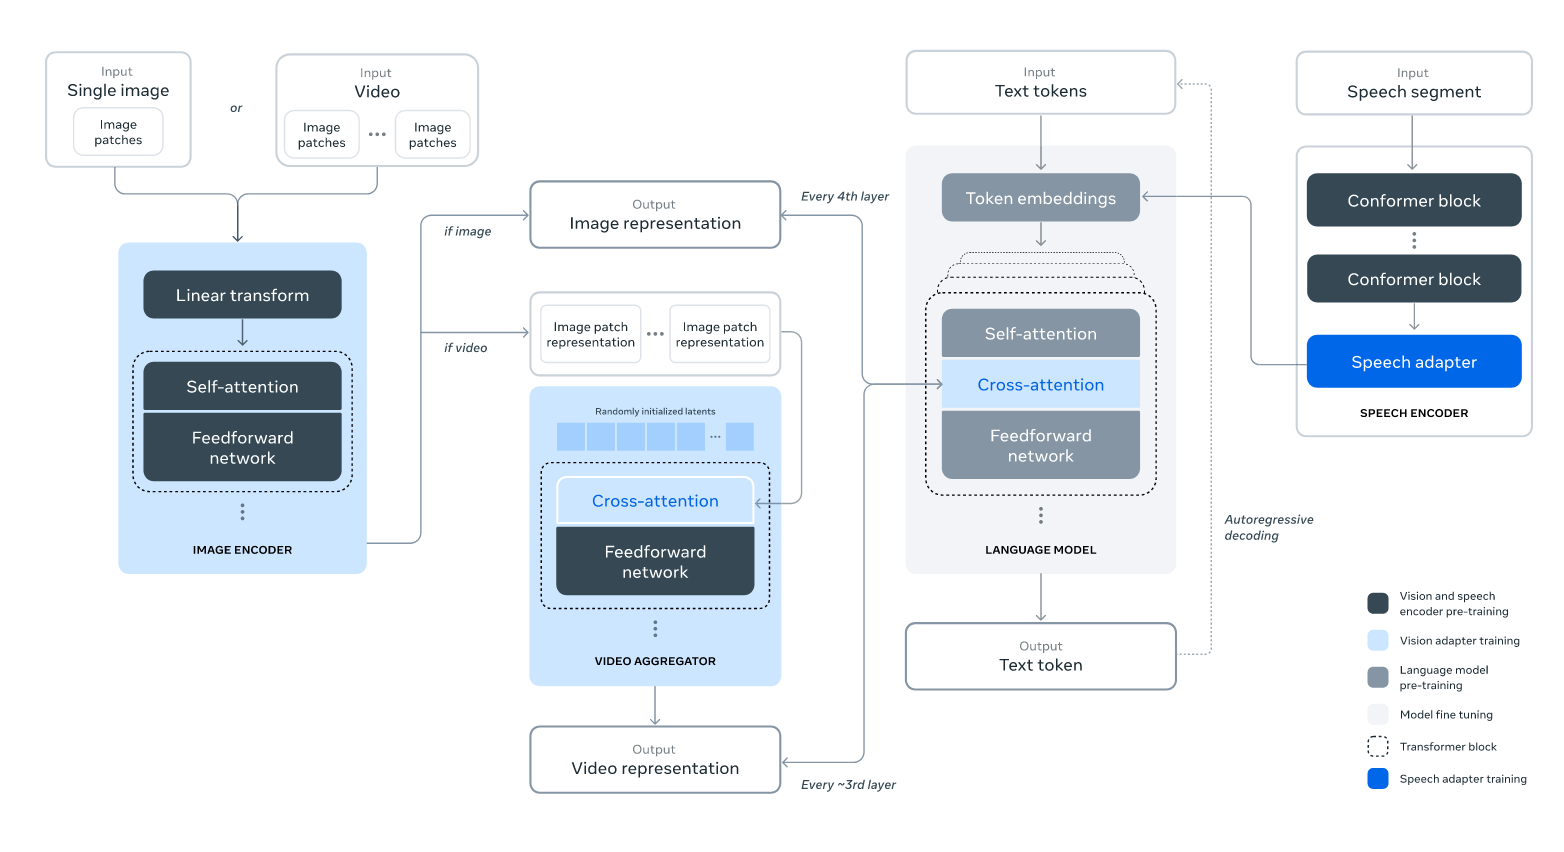 Input
Single image
Image
patches
or
Input
Video
Image
patches
...
Image
patches
Linear transform
Self-attention
Feedforward
network
IMAGE ENCODER
if image
if video
Output
Image representation
Image patch
representation
...
Image patch
representation
Randomly initialized latents
...
Cross-attention
Feedforward
network
VIDEO AGGREGATOR
Output
Video representation
Every 4th layer
Every ~3rd layer
Input
Text tokens
Token embeddings
Self-attention
Cross-attention
Feedforward
network
LANGUAGE MODEL
Output
Text token
Autoregressive
decoding
Input
Speech segment
Conformer block
Conformer block
Speech adapter
SPEECH ENCODER
Vision and speech
encoder pre-training
Vision adapter training
Language model
pre-training
Model fine tuning
Transformer block
Speech adapter training